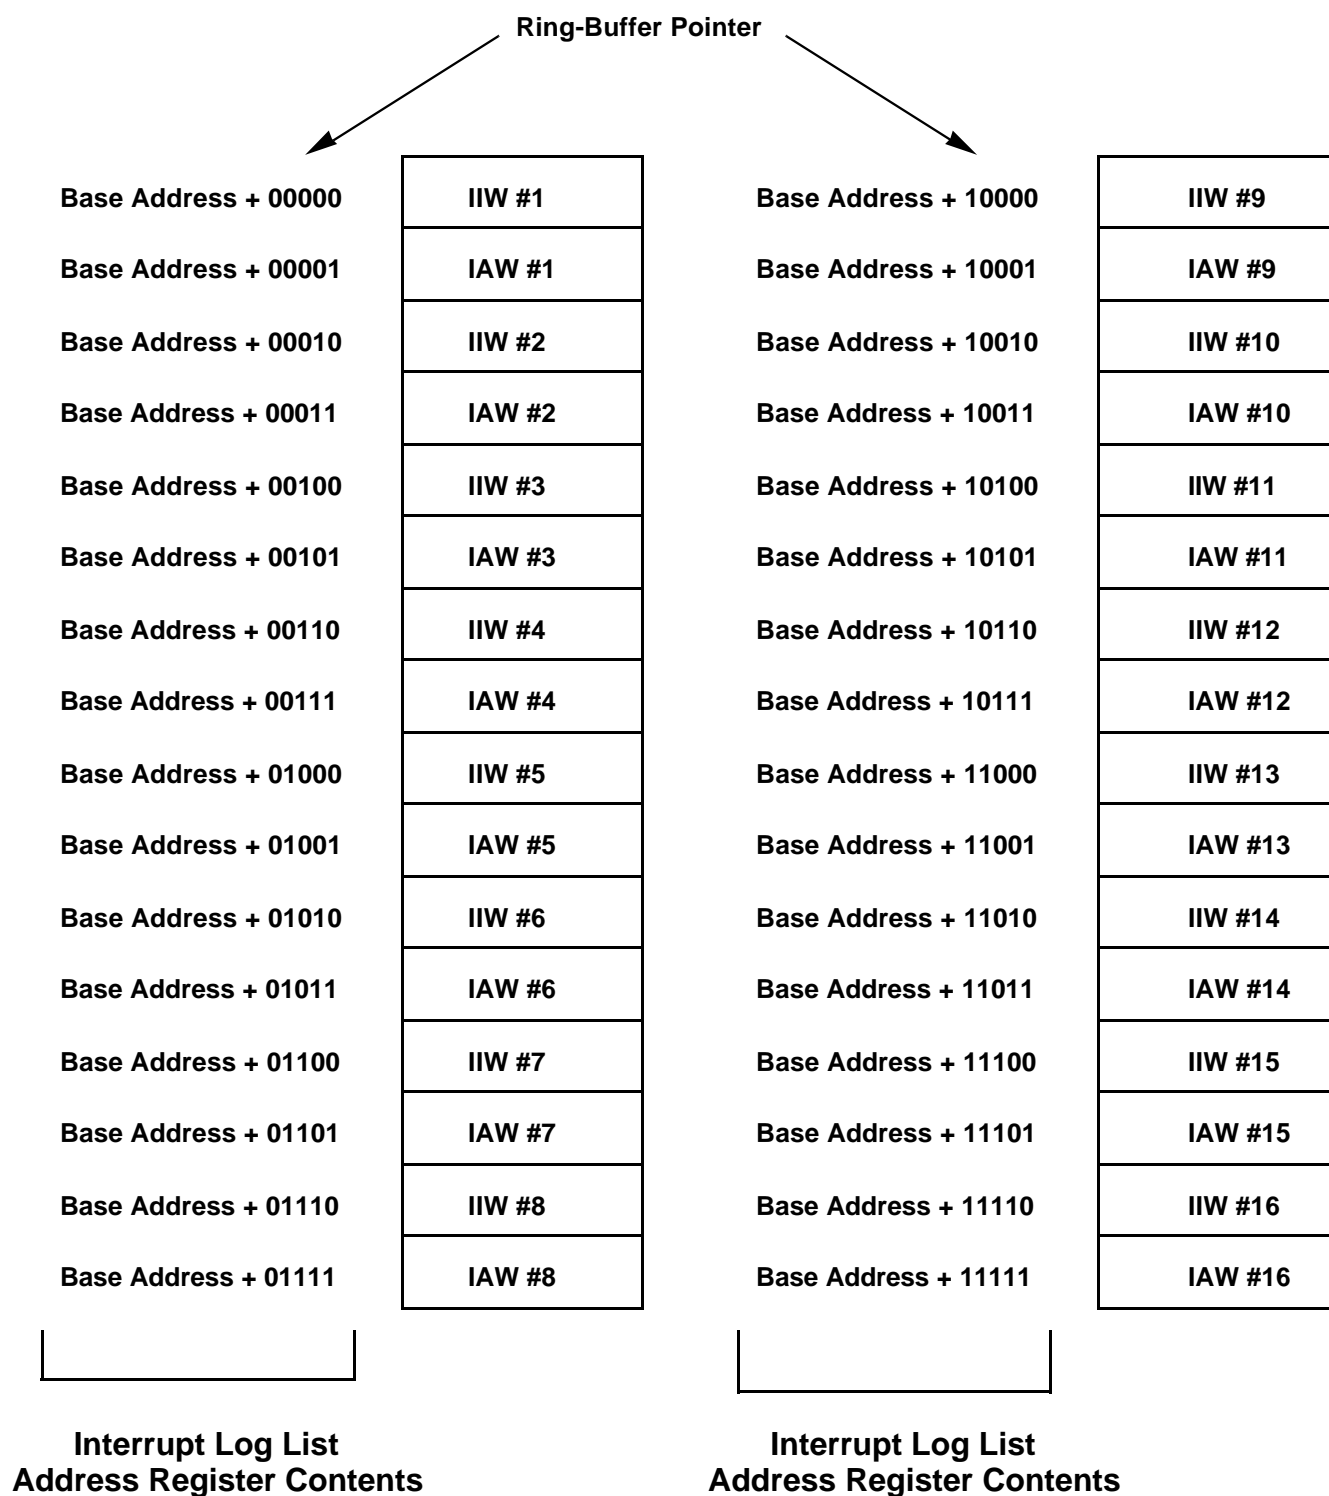 Ring-Buffer Pointer
Base Address + 00000 IIW #1 Base Address + 10000 IIW #9
Base Address + 00001 IAW #1 Base Address + 10001 IAW #9
Base Address + 00010 IIW #2 Base Address + 10010 IIW #10
Base Address + 00011 IAW #2 Base Address + 10011 IAW #10
Base Address + 00100 IIW #3 Base Address + 10100 IIW #11
Base Address + 00101 IAW #3 Base Address + 10101 IAW #11
Base Address + 00110 IIW #4 Base Address + 10110 IIW #12
Base Address + 00111 IAW #4 Base Address + 10111 IAW #12
Base Address + 01000 IIW #5 Base Address + 11000 IIW #13
Base Address + 01001 IAW #5 Base Address + 11001 IAW #13
Base Address + 01010 IIW #6 Base Address + 11010 IIW #14
Base Address + 01011 IAW #6 Base Address + 11011 IAW #14
Base Address + 01100 IIW #7 Base Address + 11100 IIW #15
Base Address + 01101 IAW #7 Base Address + 11101 IAW #15
Base Address + 01110 IIW #8 Base Address + 11110 IIW #16
Base Address + 01111 IAW #8 Base Address + 11111 IAW #16
Interrupt Log List Interrupt Log List
Address Register Contents Address Register Contents